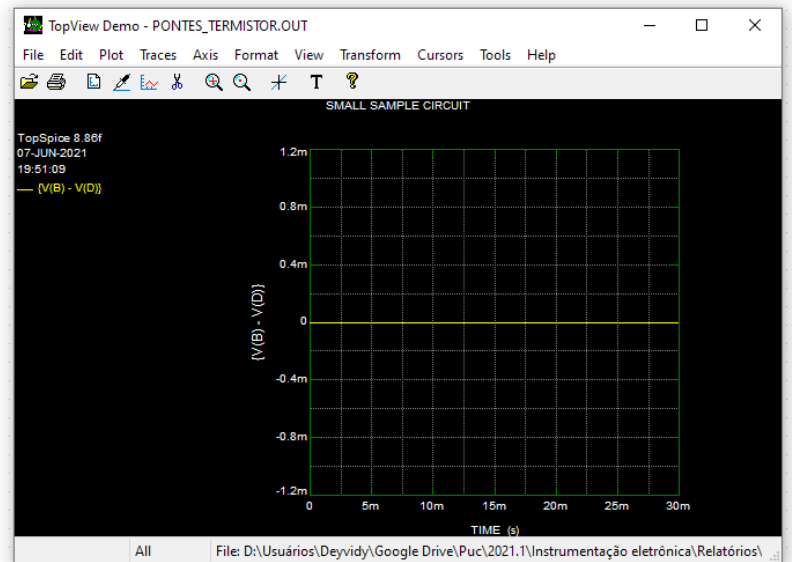 TopView Demo - PONTES_TERMISTOR.OUT
File Edit Plot Traces Axis Format View Transform Cursors Tools Help
T
SMALL SAMPLE CIRCUIT
TopSpice 8.86f
07-JUN-2021
19:51:09
{V(B) - V(D)}
{V(B) - V(D)}
1.2m
0.8m
0.4m
0
-0.4m
-0.8m
-1.2m
0 5m 10m 15m 20m 25m 30m
TIME (s)
All File: D:\Usuários\Deyvidy\Google Drive\Puc\2021.1\Instrumentação eletrônica\Relatórios\